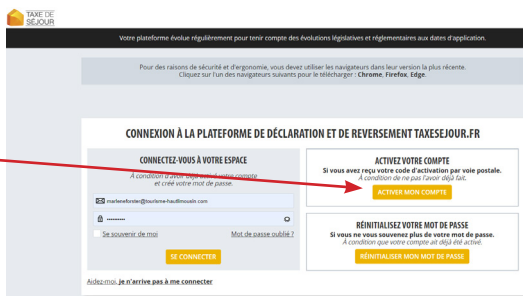 TAXE DE
SÉJOUR
Votre plateforme évolue régulièrement pour tenir compte des évolutions législatives et réglementaires aux dates d'application.
Pour des raisons de sécurité et d'ergonomie, vous devez utiliser les navigateurs dans leur version la plus récente.
Cliquez sur l'un des navigateurs suivants pour le télécharger : Chrome, Firefox, Edge.
CONNEXION À LA PLATEFORME DE DÉCLARATION ET DE REVERSEMENT TAXESEJOUR.FR
CONNECTEZ-VOUS À VOTRE ESPACE
À condition d'avoir déjà activé votre compte
et créé votre mot de passe.
marleneforster@tourisme-hautlimousin.com
••••••••••
Se souvenir de moi
Mot de passe oublié ?
SE CONNECTER
Aidez-moi, je n'arrive pas à me connecter
ACTIVEZ VOTRE COMPTE
Si vous avez reçu votre code d'activation par voie postale.
À condition de ne pas l'avoir déjà fait.
ACTIVER MON COMPTE
RÉINITIALISEZ VOTRE MOT DE PASSE
Si vous ne vous souvenez plus de votre mot de passe.
À condition que votre compte ait déjà été activé.
RÉINITIALISER MON MOT DE PASSE